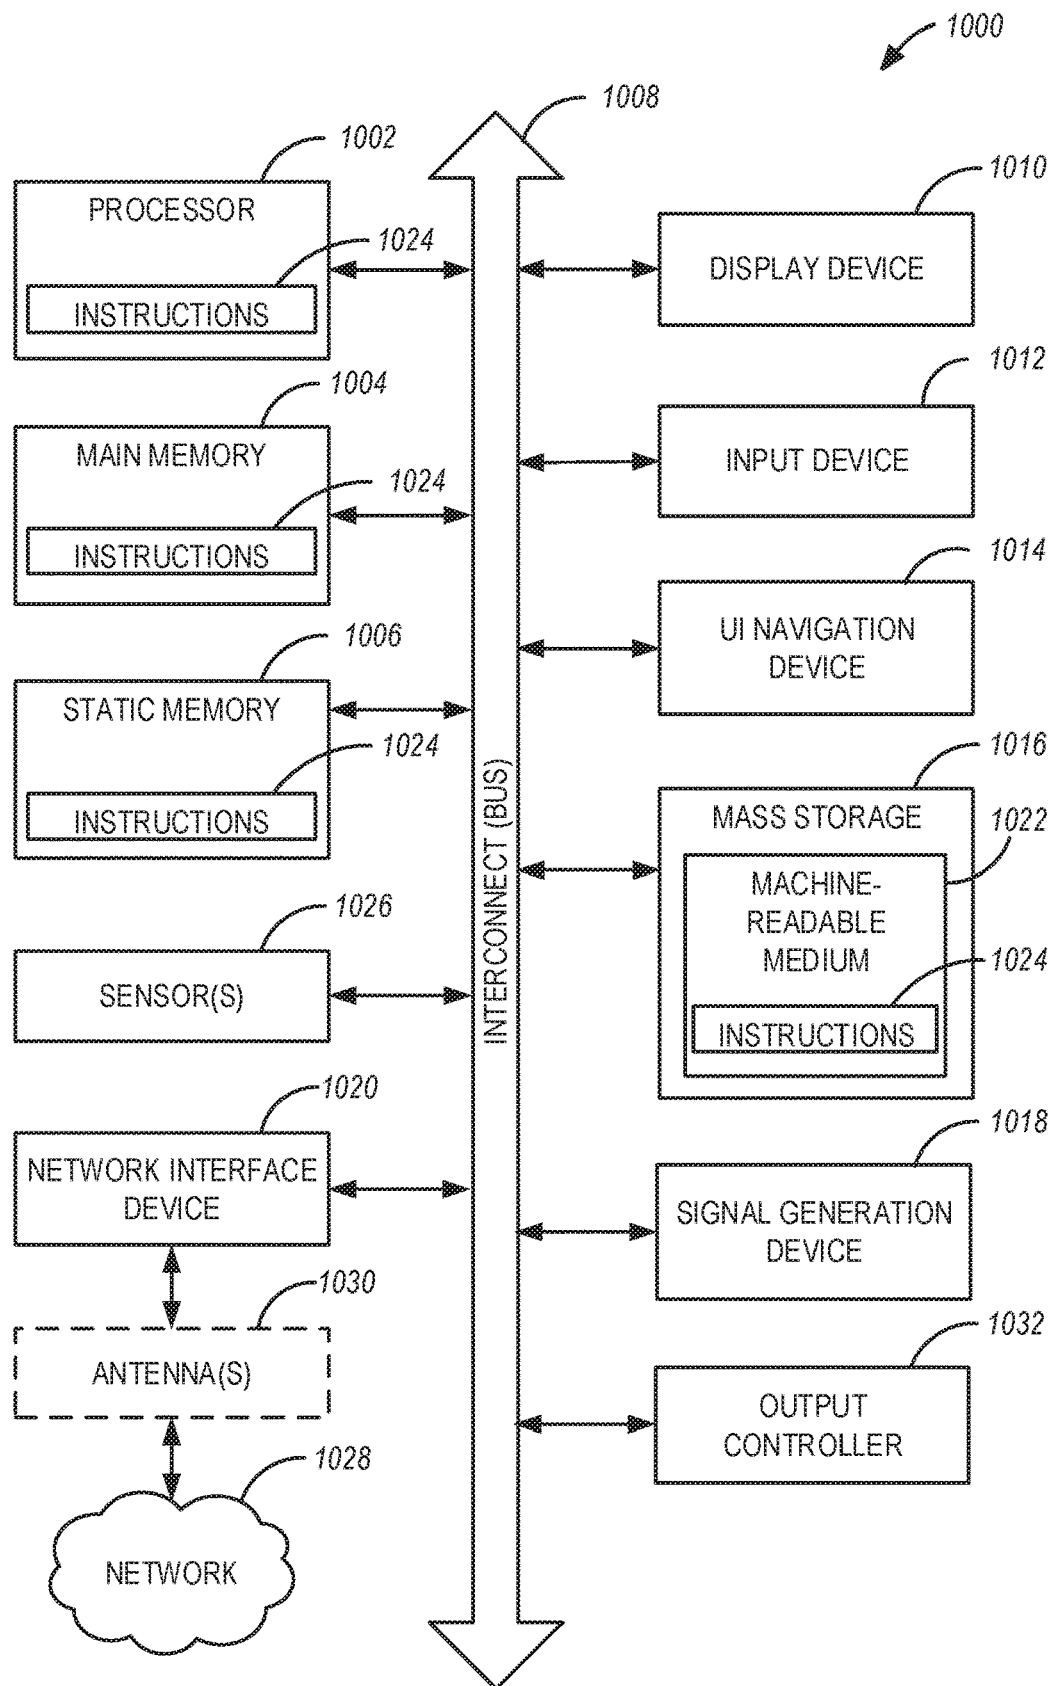 1000
1008
1002
PROCESSOR
1024
INSTRUCTIONS
1004
MAIN MEMORY
1024
INSTRUCTIONS
1006
STATIC MEMORY
1024
INSTRUCTIONS
1026
SENSOR(S)
1020
NETWORK INTERFACE
DEVICE
1030
ANTENNA(S)
1028
NETWORK
INTERCONNECT (BUS)
1010
DISPLAY DEVICE
1012
INPUT DEVICE
1014
UI NAVIGATION
DEVICE
1016
MASS STORAGE
1022
MACHINE-
READABLE
MEDIUM
1024
INSTRUCTIONS
1018
SIGNAL GENERATION
DEVICE
1032
OUTPUT
CONTROLLER